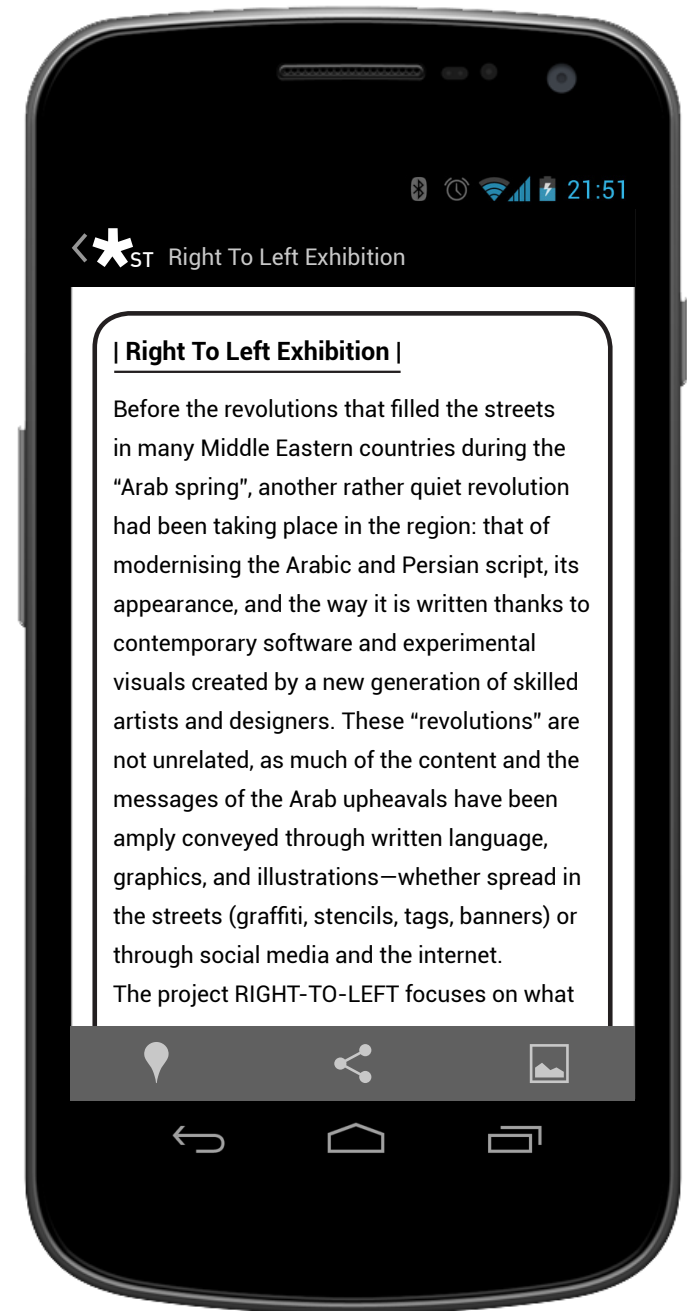 21:51
ST Right To Left Exhibition
| Right To Left Exhibition |
Before the revolutions that filled the streets
in many Middle Eastern countries during the
“Arab spring”, another rather quiet revolution
had been taking place in the region: that of
modernising the Arabic and Persian script, its
appearance, and the way it is written thanks to
contemporary software and experimental
visuals created by a new generation of skilled
artists and designers. These “revolutions” are
not unrelated, as much of the content and the
messages of the Arab upheavals have been
amply conveyed through written language,
graphics, and illustrations—whether spread in
the streets (graffiti, stencils, tags, banners) or
through social media and the internet.
The project RIGHT-TO-LEFT focuses on what